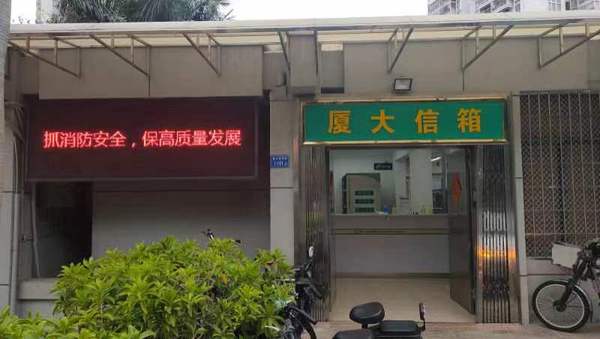 抓消防安全，保高质量发展
厦大信箱